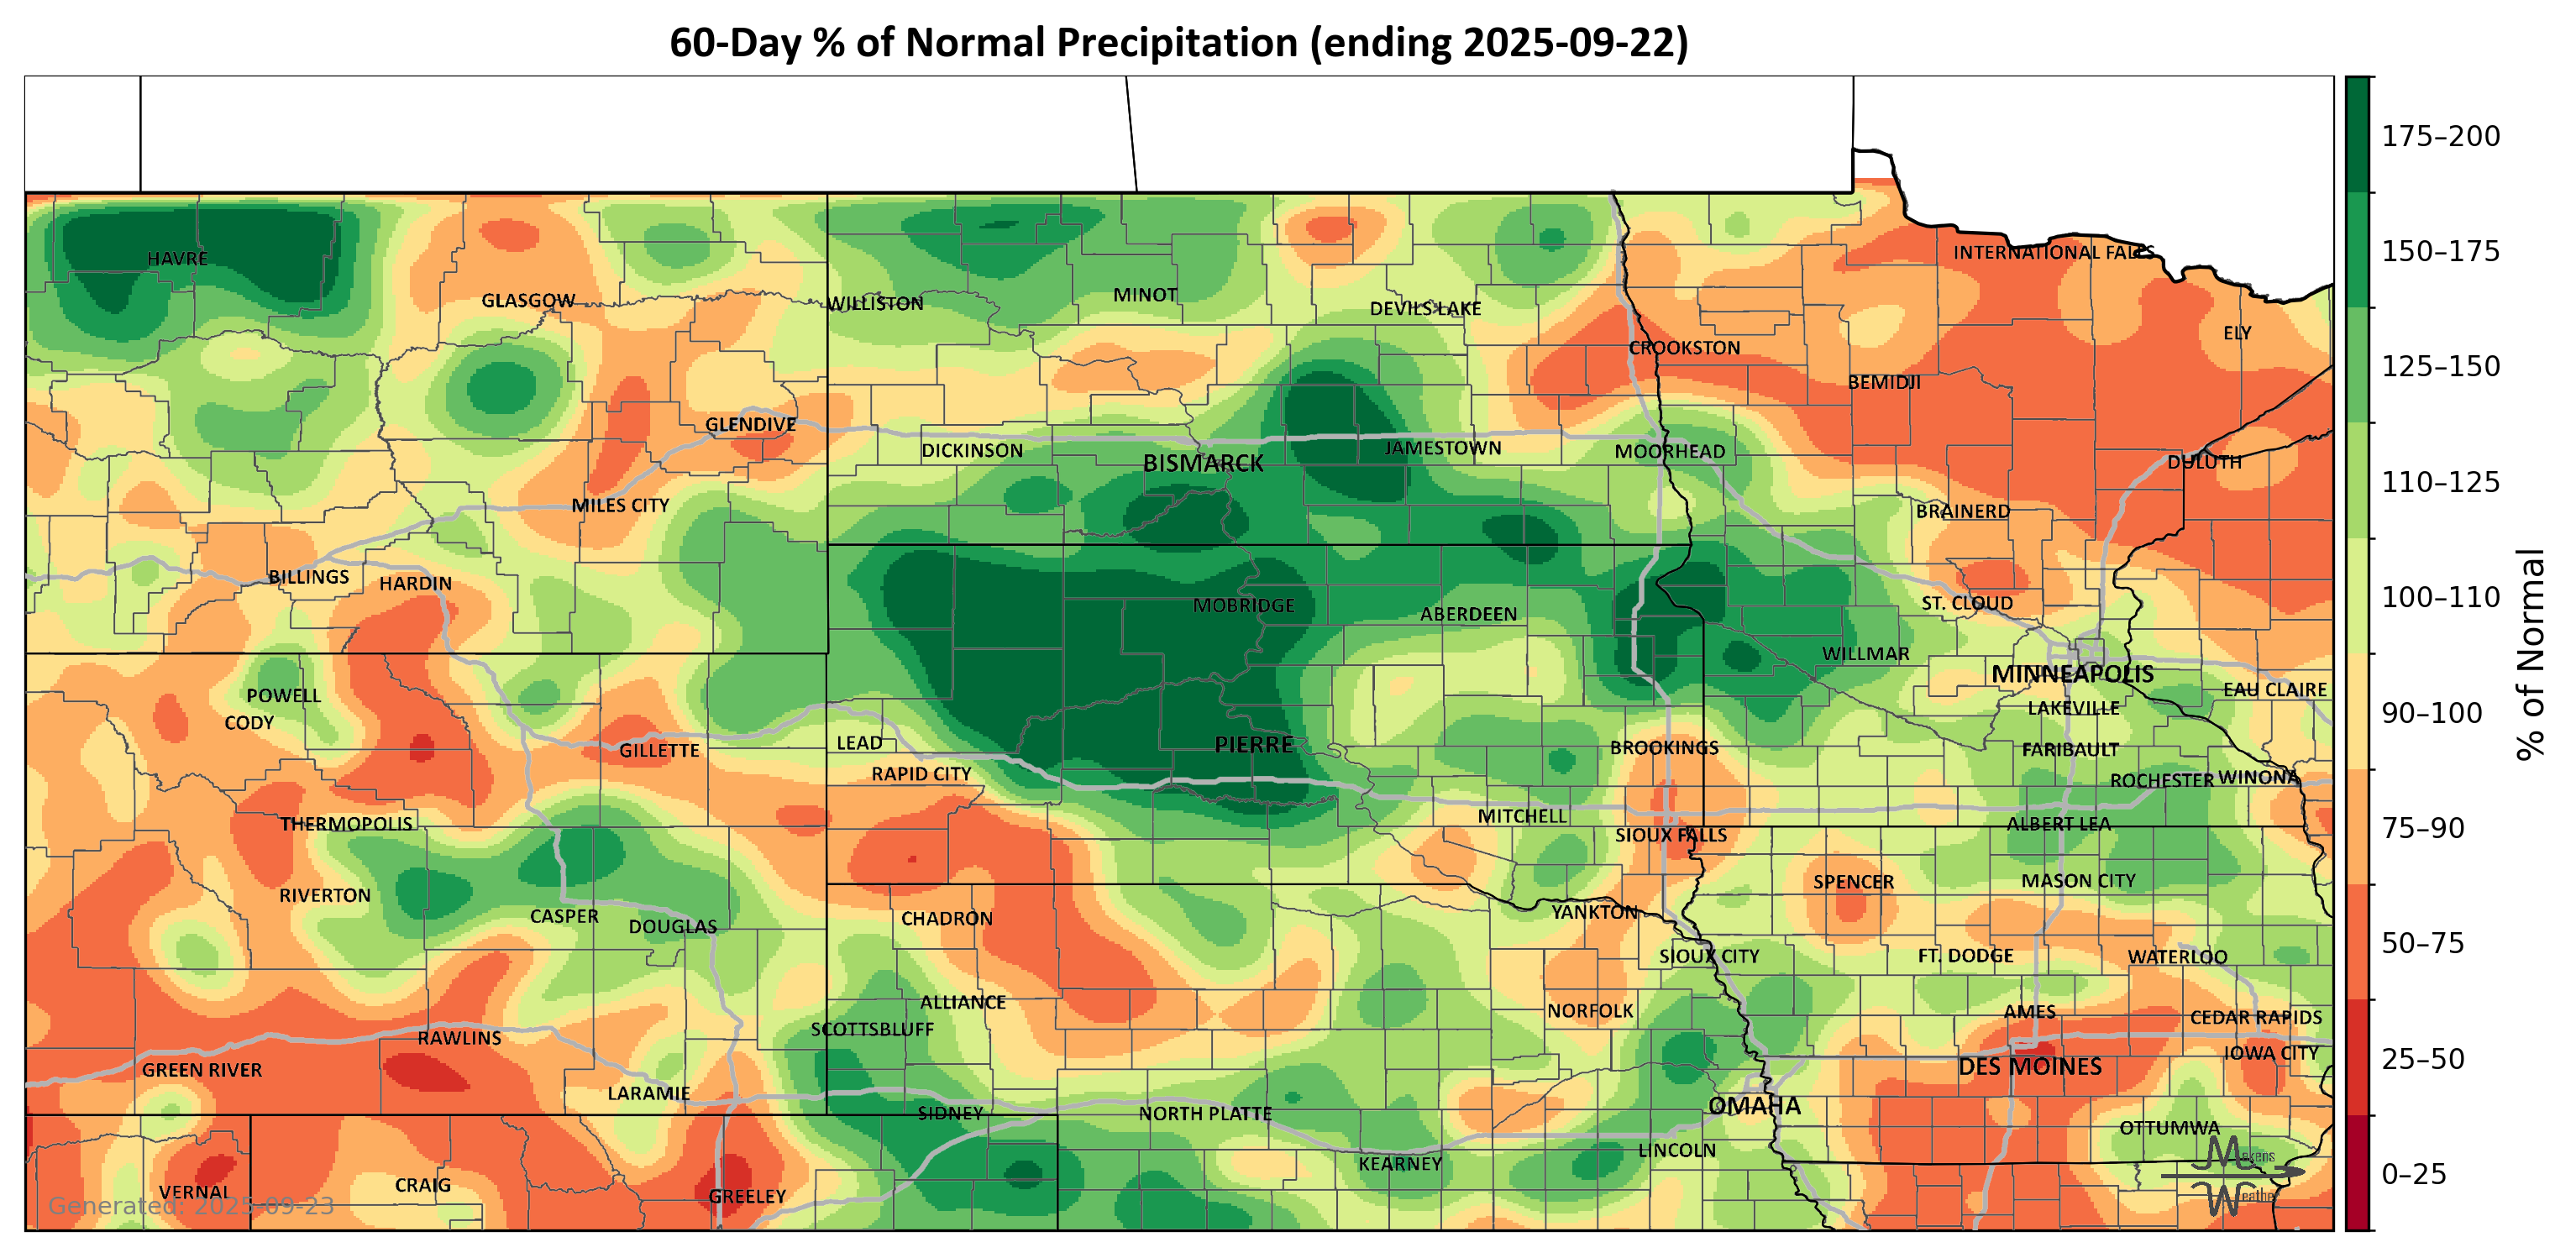 60-Day % of Normal Precipitation (ending 2025-09-22)
175–200
150–175
125–150
110–125
100–110
90–100
75–90
50–75
25–50
0–25
% of Normal
HAVRE
INTERNATIONAL FALLS
GLASGOW
WILLISTON
MINOT
DEVILS LAKE
ELY
CROOKSTON
BEMIDJI
GLENDIVE
DICKINSON
BISMARCK
JAMESTOWN
MOORHEAD
DULUTH
MILES CITY
BRAINERD
BILLINGS
HARDIN
MOBRIDGE
ABERDEEN
ST. CLOUD
WILLMAR
MINNEAPOLIS
EAU CLAIRE
POWELL
CODY
LAKEVILLE
GILLETTE
LEAD
PIERRE
BROOKINGS
FARIBAULT
RAPID CITY
ROCHESTER
WINONA
THERMOPOLIS
MITCHELL
SIOUX FALLS
ALBERT LEA
RIVERTON
SPENCER
MASON CITY
CASPER
DOUGLAS
CHADRON
YANKTON
SIOUX CITY
FT. DODGE
WATERLOO
ALLIANCE
NORFOLK
AMES
CEDAR RAPIDS
SCOTTSBLUFF
RAWLINS
IOWA CITY
GREEN RIVER
DES MOINES
LARAMIE
SIDNEY
NORTH PLATTE
OMAHA
OTTUMWA
LINCOLN
KEARNEY
VERNAL
CRAIG
GREELEY
Generated: 2025-09-23
Makens
Weather